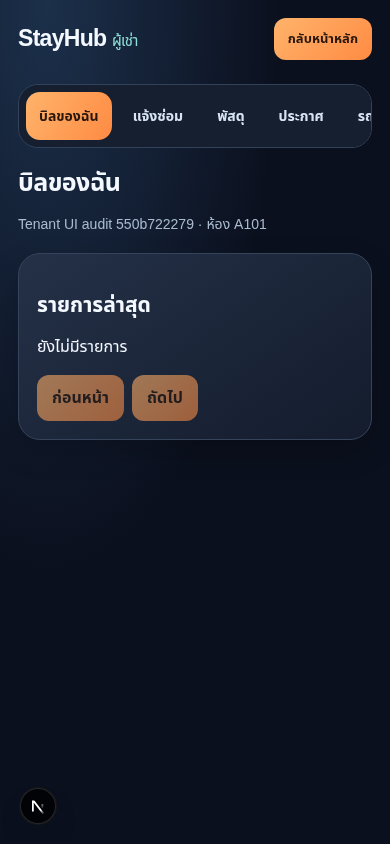 StayHub ผู้เช่า
กลับหน้าหลัก
บิลของฉัน แจ้งซ่อม พัสดุ ประกาศ
บิลของฉัน
Tenant UI audit 550b722279 · ห้อง A101
รายการล่าสุด
ยังไม่มีรายการ
ก่อนหน้า ถัดไป